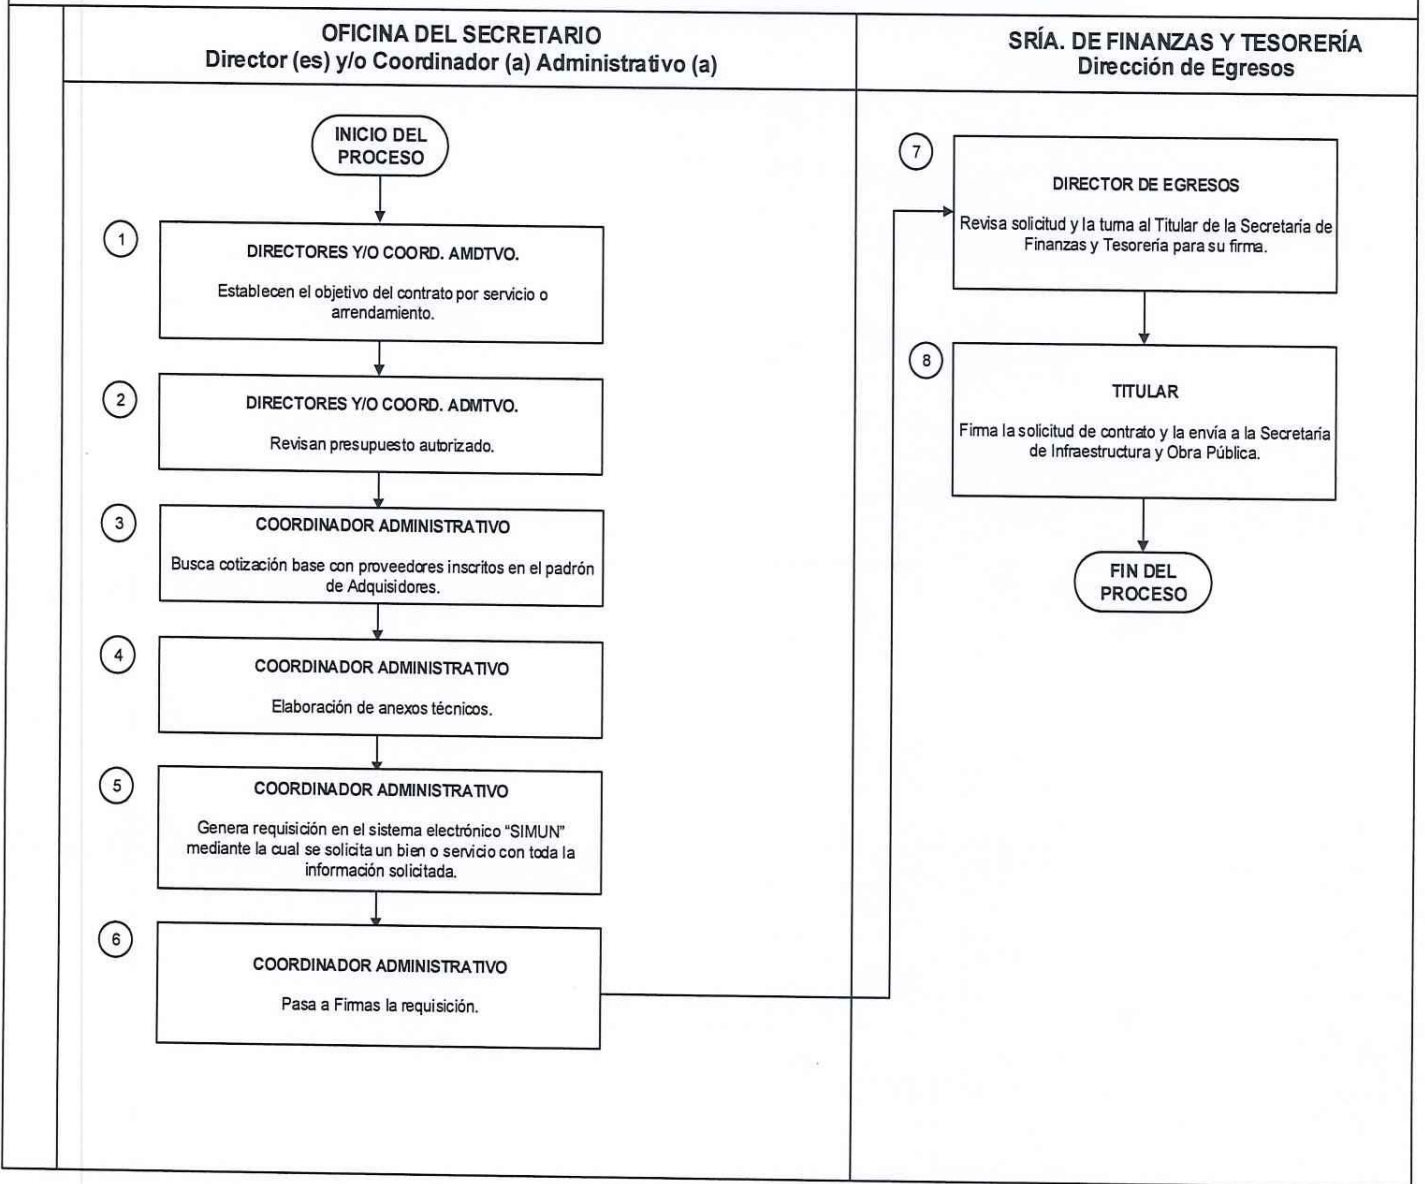 OFICINA DEL SECRETARIO
Director (es) y/o Coordinador (a) Administrativo (a)
SRÍA. DE FINANZAS Y TESORERÍA
Dirección de Egresos
INICIO DEL
PROCESO
1
DIRECTORES Y/O COORD. AMDTVO.
Establecen el objetivo del contrato por servicio o
arrendamiento.
2
DIRECTORES Y/O COORD. ADMTVO.
Revisan presupuesto autorizado.
3
COORDINADOR ADMINISTRATIVO
Busca cotización base con proveedores inscritos en el padrón
de Adquisidores.
4
COORDINADOR ADMINISTRATIVO
Elaboración de anexos técnicos.
5
COORDINADOR ADMINISTRATIVO
Genera requisición en el sistema electrónico “SIMUN”
mediante la cual se solicita un bien o servicio con toda la
información solicitada.
6
COORDINADOR ADMINISTRATIVO
Pasa a Firmas la requisición.
7
DIRECTOR DE EGRESOS
Revisa solicitud y la turna al Titular de la Secretaría de
Finanzas y Tesorería para su firma.
8
TITULAR
Firma la solicitud de contrato y la envía a la Secretaría
de Infraestructura y Obra Pública.
FIN DEL
PROCESO